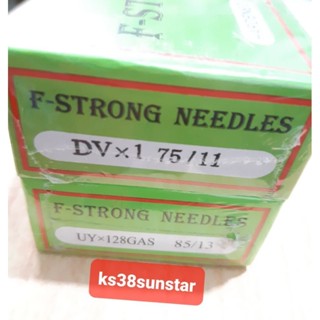 F-STRONG NEEDLES
DV×1 75/11
F-STRONG NEEDLES
UY×128GAS 85/13
ks38sunstar